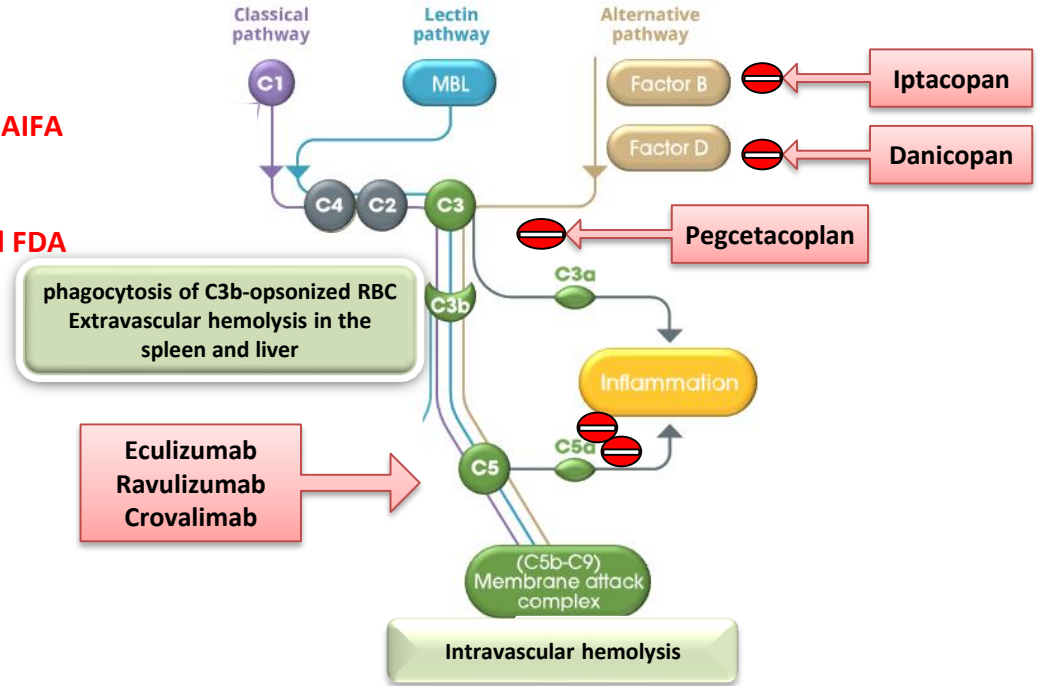 Classical
pathway
Lectin
pathway
Alternative
pathway
C1
MBL
Factor B
Iptacopan
AIFA
Factor D
Danicopan
C4
C2
C3
FDA
Pegcetacoplan
C3a
phagocytosis of C3b-opsonized RBC
Extravascular hemolysis in the
spleen and liver
C3b
Inflammation
Eculizumab
Ravulizumab
Crovalimab
C5
C5a
(C5b-C9)
Membrane attack
complex
Intravascular hemolysis